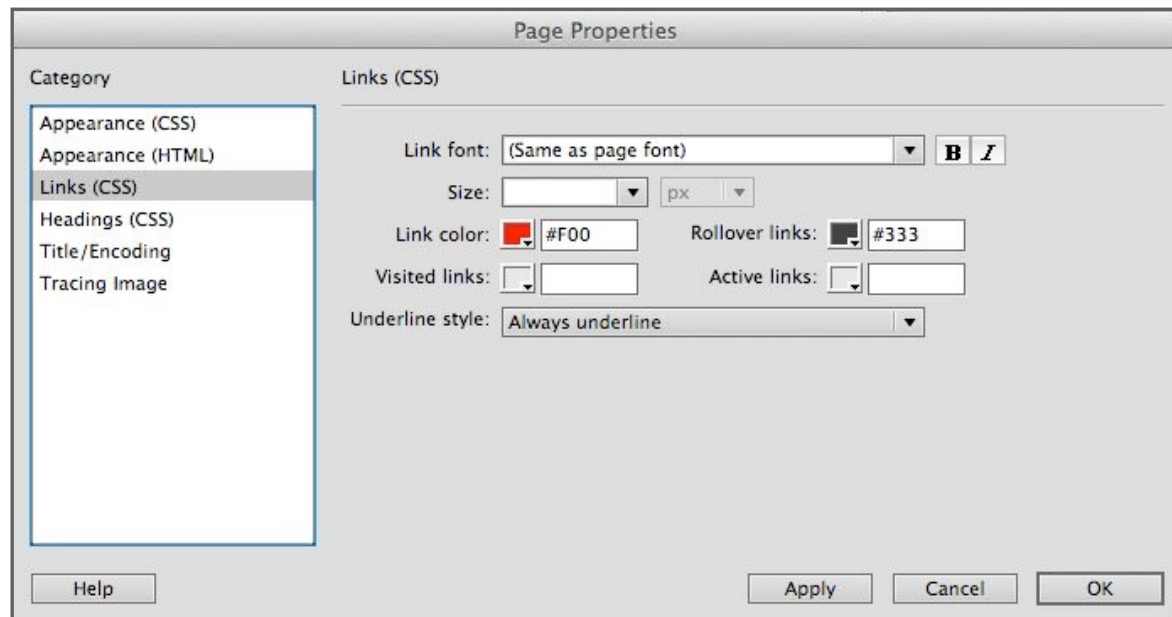 Page Properties
Category
Appearance (CSS)
Appearance (HTML)
Links (CSS)
Headings (CSS)
Title/Encoding
Tracing Image
Links (CSS)
Link font: (Same as page font) B I
Size: px
Link color: #F00 Rollover links: #333
Visited links: Active links:
Underline style: Always underline
Help Apply Cancel OK